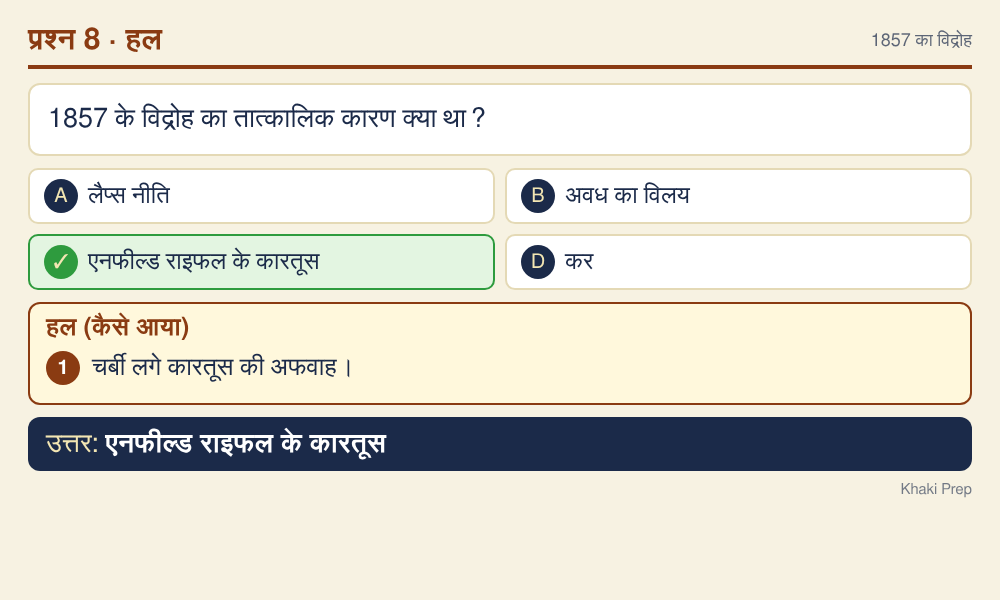 प्रश्न 8 · हल
1857 का विद्रोह
1857 के विद्रोह का तात्कालिक कारण क्या था ?
A लैप्स नीति
B अवध का विलय
✓ एनफील्ड राइफल के कारतूस
D कर
हल (कैसे आया)
1 चर्बी लगे कारतूस की अफवाह।
उत्तर: एनफील्ड राइफल के कारतूस
Khaki Prep